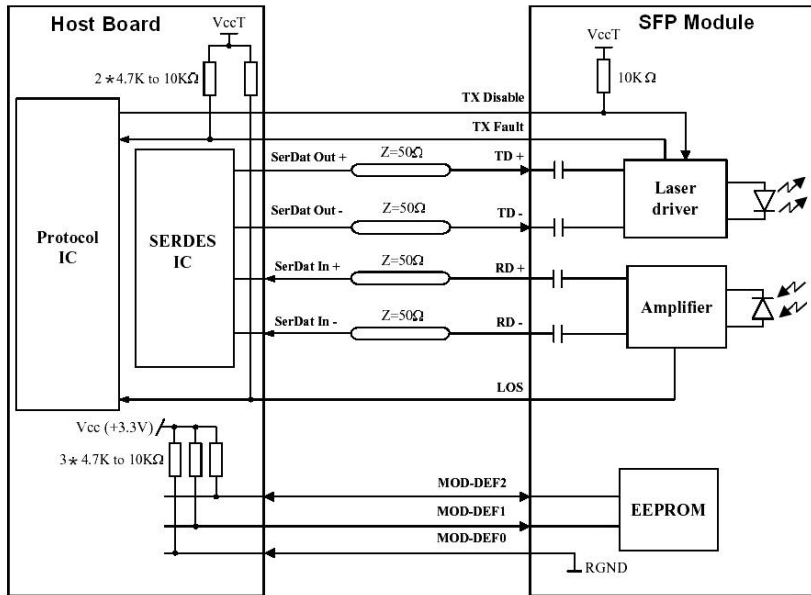 Host Board
SFP Module
VccT
VccT
2*4.7K to 10KΩ
10K Ω
TX Disable
TX Fault
SerDat Out +
Z=50Ω
TD +
SerDat Out -
Z=50Ω
TD -
SerDat In +
Z=50Ω
RD +
SerDat In -
Z=50Ω
RD -
Protocol
IC
SERDES
IC
Laser
driver
Amplifier
LOS
Vcc (+3.3V)
3*4.7K to 10KΩ
MOD-DEF2
MOD-DEF1
MOD-DEF0
EEPROM
RGND